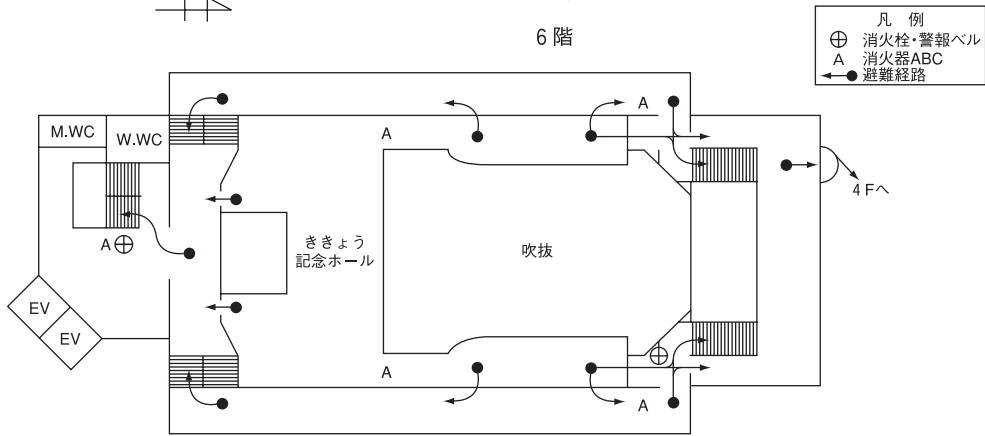 6階
凡 例
消火栓・警報ベル
A 消火器ABC
避難経路
M.WC
W.WC
A
A
4Fへ
A
ききょう
記念ホール
吹抜
EV
EV
A
A